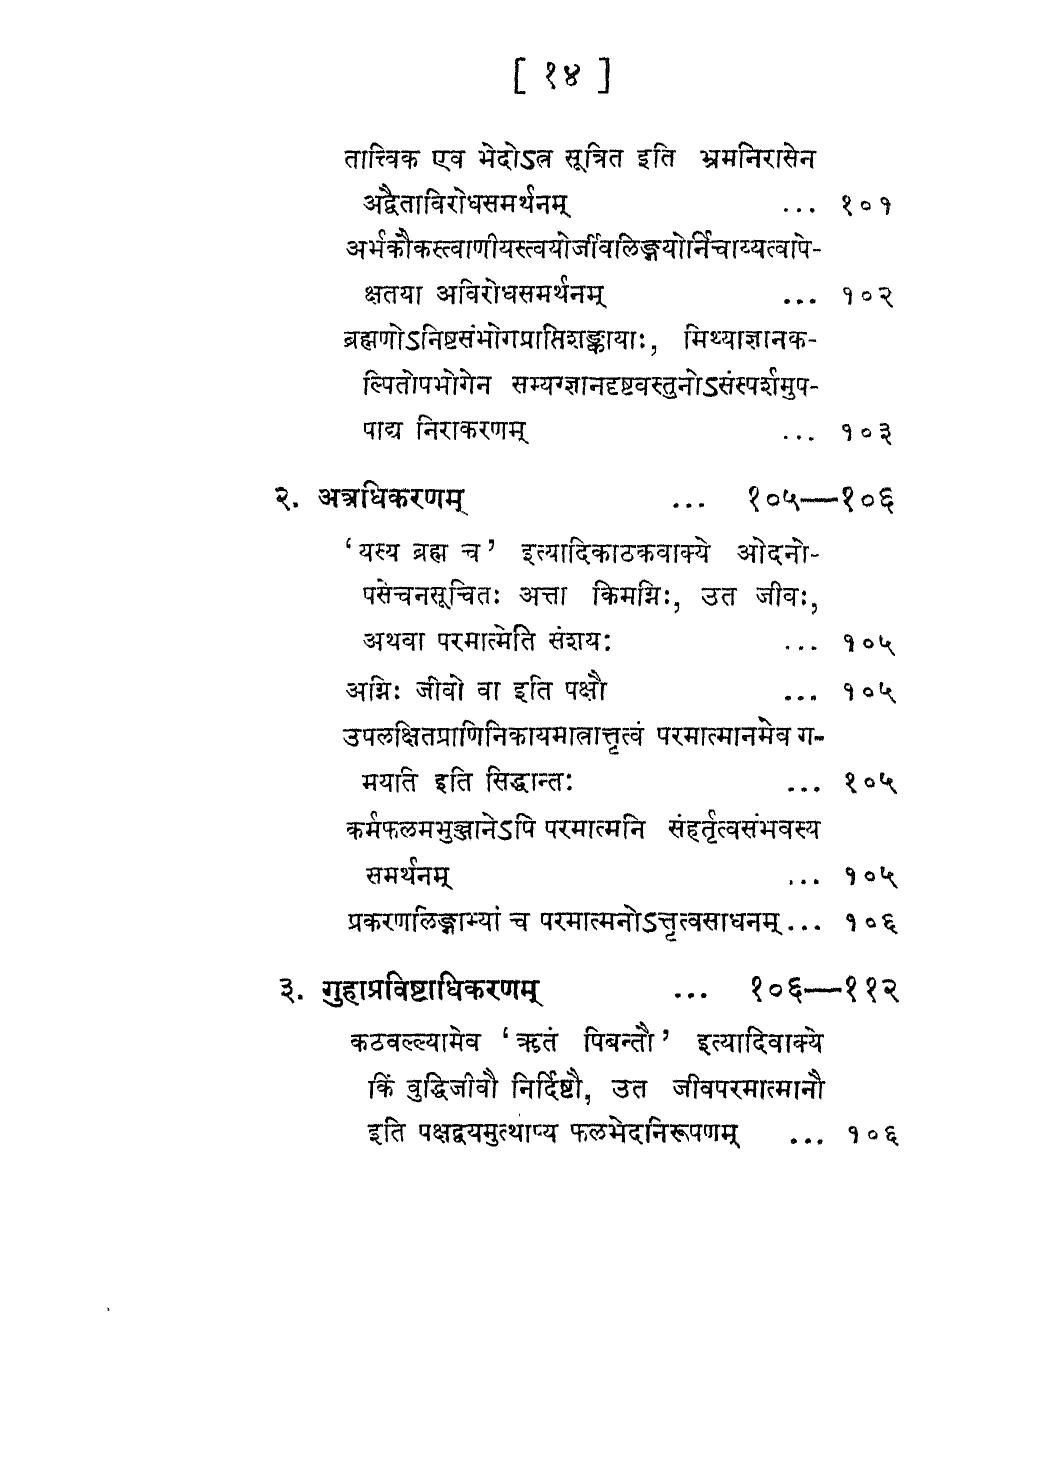 [ १४ ]
तात्त्विक एव भेदोऽत्र सूत्रित इति भ्रमनिरासेन
अद्वैताविरोधसमर्थनम् ... १०१
अर्भकौकस्त्वाणीयस्त्वयोर्जीवलिङ्गयोर्निचाय्यत्वापे-
क्षतया अविरोधसमर्थनम् ... १०२
ब्रह्मणोऽनिष्टसंभोगप्राप्तिशङ्कायाः, मिथ्याज्ञानक-
ल्पितोपभोगेन सम्यग्ज्ञानदृष्टवस्तुनोऽसंस्पर्शमुप-
पाद्य निराकरणम् ... १०३
२. अत्त्रधिकरणम् ... १०५—१०६
‘यस्य ब्रह्म च’ इत्यादिकाठकवाक्ये ओदनो-
पसेचनसूचितः अत्ता किमग्निः, उत जीवः,
अथवा परमात्मेति संशयः ... १०५
अग्निः जीवो वा इति पक्षौ ... १०५
उपलक्षितप्राणिनिकायमात्रात्तृत्वं परमात्मानमेव ग-
मयति इति सिद्धान्तः ... १०५
कर्मफलमभुञ्जानेऽपि परमात्मनि संहर्तृत्वसंभवस्य
समर्थनम् ... १०५
प्रकरणलिङ्गाभ्यां च परमात्मनोऽत्तृत्वसाधनम् ... १०६
३. गुहाप्रविष्टाधिकरणम् ... १०६—११२
कठवल्ल्यामेव ‘ऋतं पिबन्तौ’ इत्यादिवाक्ये
किं बुद्धिजीवौ निर्दिष्टौ, उत जीवपरमात्मानौ
इति पक्षद्वयमुत्थाप्य फलभेदनिरूपणम् ... १०६